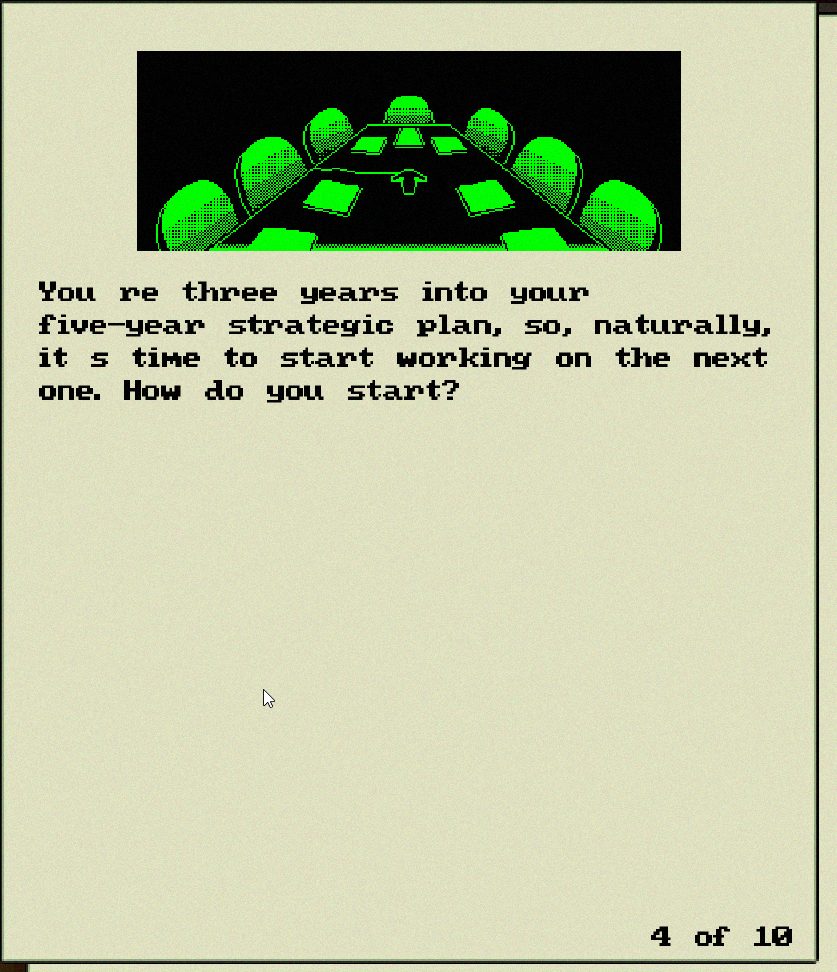 You re three years into your
five-year strategic plan, so, naturally,
it s time to start working on the next
one. How do you start?
4 of 10